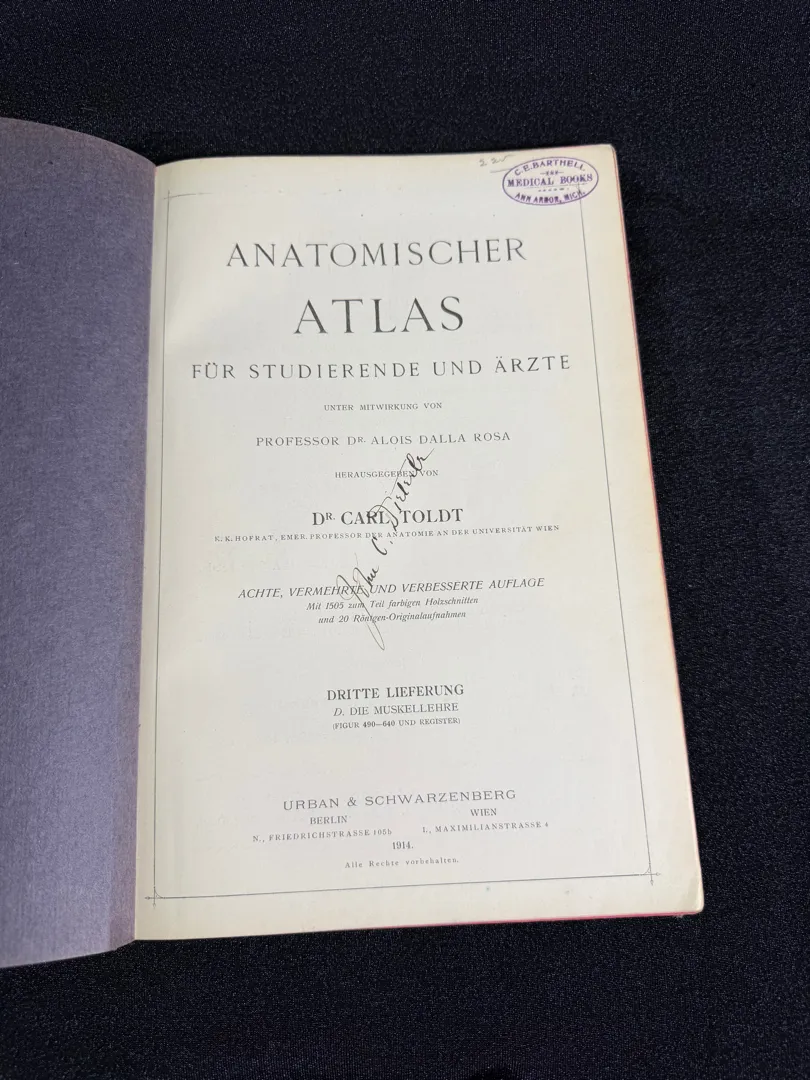 22
C. E. BARTHELL
MEDICAL BOOKS
ANN ARBOR, MICH.
ANATOMISCHER
ATLAS
FÜR STUDIERENDE UND ÄRZTE
UNTER MITWIRKUNG VON
PROFESSOR DR. ALOIS DALLA ROSA
HERAUSGEGEBEN VON
DR. CARL TOLDT
K. K. HOFRAT, EMER. PROFESSOR DER ANATOMIE AN DER UNIVERSITÄT WIEN
John C.
ACHTE, VERMEHRTE UND VERBESSERTE AUFLAGE
Mit 1505 zum Teil farbigen Holzschnitten
und 20 Röntgen-Originalaufnahmen
DRITTE LIEFERUNG
D. DIE MUSKELLEHRE
(FIGUR 490—640 UND REGISTER)
URBAN & SCHWARZENBERG
BERLIN WIEN
N., FRIEDRICHSTRASSE 105b I., MAXIMILIANSTRASSE 4
1914.
Alle Rechte vorbehalten.